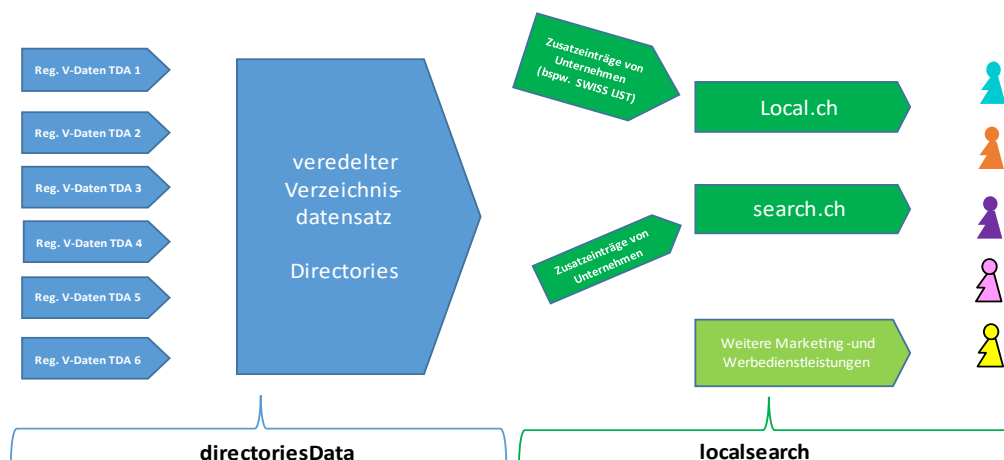 Reg. V-Daten TDA 1
Reg. V-Daten TDA 2
Reg. V-Daten TDA 3
Reg. V-Daten TDA 4
Reg. V-Daten TDA 5
Reg. V-Daten TDA 6
veredelter
Verzeichnis-
datensatz
Directories
Zusatzeinträge von
Unternehmen
(bspw. SWISS LIST)
Zusatzeinträge von
Unternehmen
Local.ch
search.ch
Weitere Marketing -und
Werbedienstleistungen
directoriesData
localsearch